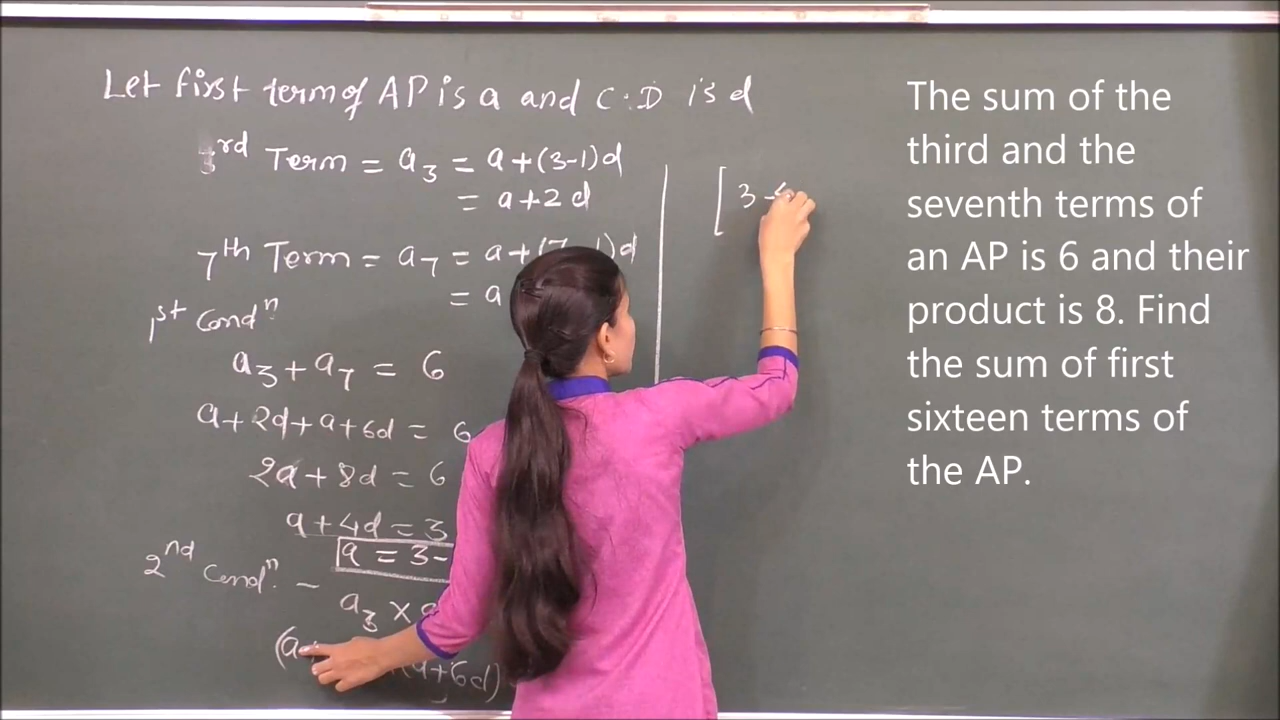 Let first term of AP is a and C.D is d
3rd Term = a3 = a+(3-1)d
= a+2d
7th Term = a7 = a+(7-1)d
= a
1st Condn
a3 + a7 = 6
a+2d+a+6d = 6
2a + 8d = 6
a+4d = 3
a = 3-
2nd Condn. -
a3 ×
(a
(a+6d)
[ 3-
The sum of the
third and the
seventh terms of
an AP is 6 and their
product is 8. Find
the sum of first
sixteen terms of
the AP.